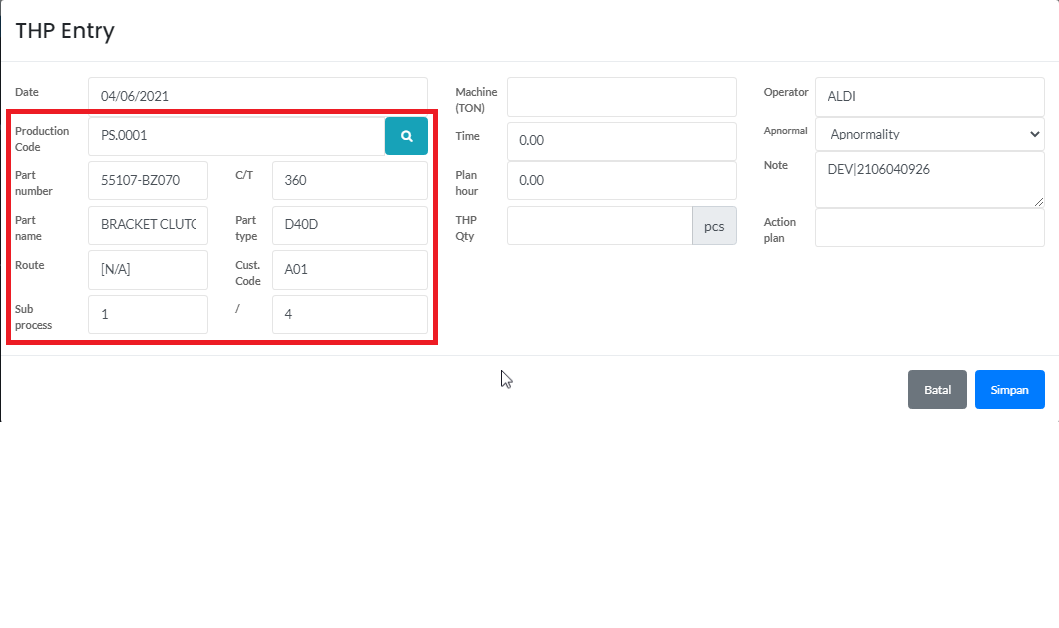 THP Entry
Date
04/06/2021
Production
Code
PS.0001
Part
number
55107-BZ070
C/T
360
Part
name
BRACKET CLUTC
Part
type
D40D
Route
[N/A]
Cust.
Code
A01
Sub
process
1
/
4
Machine
(TON)
Time
0.00
Plan
hour
0.00
THP
Qty
pcs
Operator
ALDI
Apnormal
Apnormality
Note
DEV|2106040926
Action
plan
Batal
Simpan